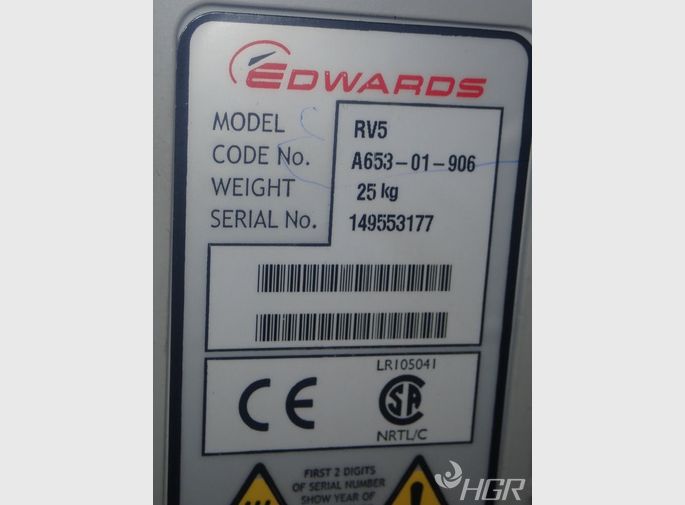 EDWARDS
MODEL RV5
CODE No. A653-01-906
WEIGHT 25 kg
SERIAL No. 149553177
LR105041
CE SA
NRTL/C
FIRST 2 DIGITS
OF SERIAL NUMBER
SHOW YEAR OF
HGR